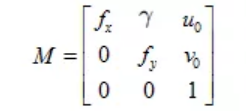 M = [ f_x γ u_0
0 f_y v_0
0 0 1 ]